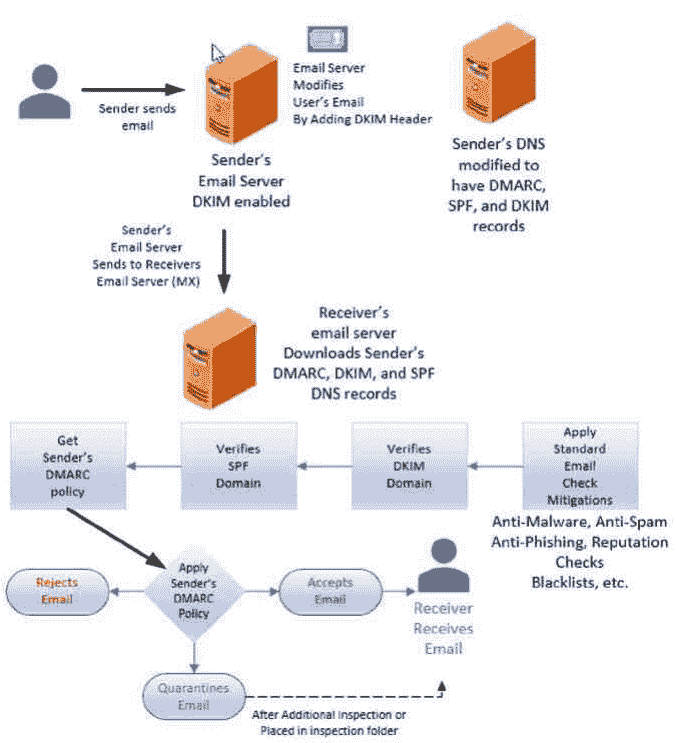 Sender sends
email
Email Server
Modifies
User's Email
By Adding DKIM Header
Sender's
Email Server
DKIM enabled
Sender's DNS
modified to
have DMARC,
SPF, and DKIM
records
Sender's
Email Server
Sends to Receivers
Email Server (MX)
Receiver's
email server
Downloads Sender's
DMARC, DKIM, and SPF
DNS records
Get
Sender's
DMARC
policy
Verifies
SPF
Domain
Verifies
DKIM
Domain
Apply
Standard
Email
Check
Mitigations
Anti-Malware, Anti-Spam
Anti-Phishing, Reputation
Checks
Blacklists, etc.
Rejects
Email
Apply
Sender's
DMARC
Policy
Accepts
Email
Receiver
Receives
Email
Quarantines
Email
After Additional Inspection or
Placed in inspection folder